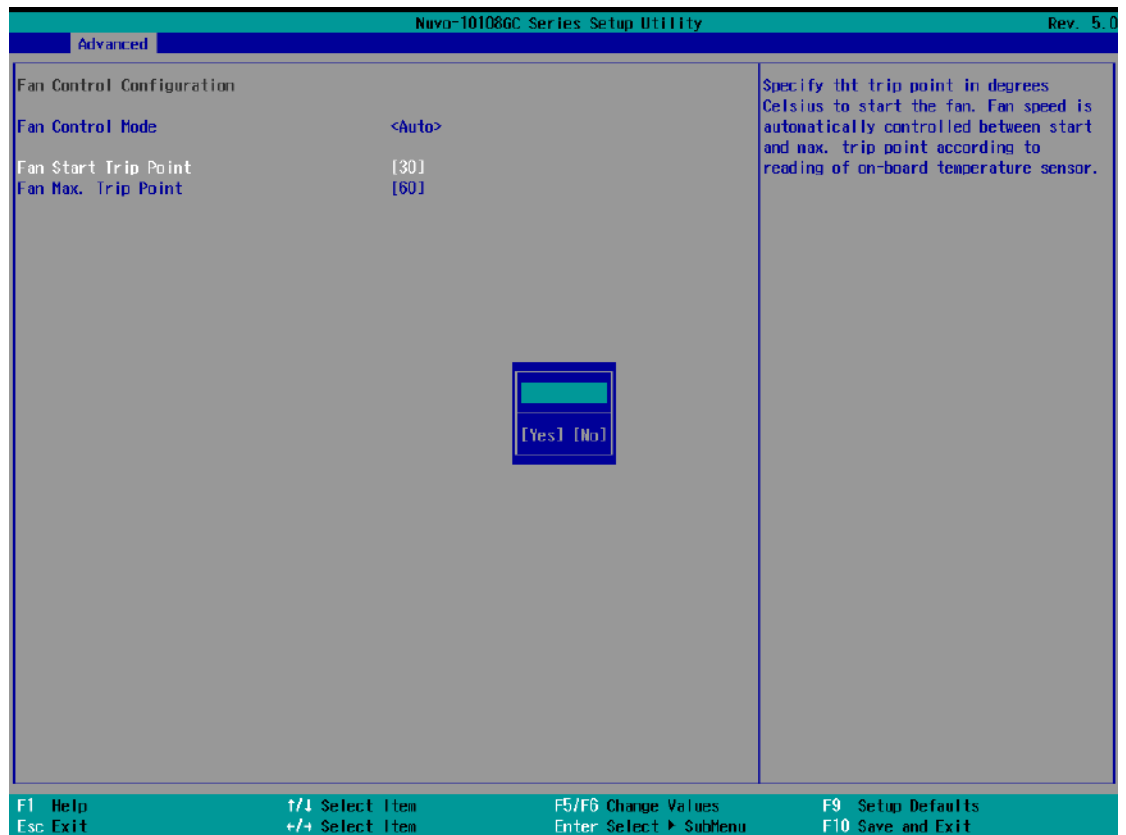 Nuvo-10108GC Series Setup Utility Rev. 5.0
Advanced
Fan Control Configuration
Fan Control Mode <Auto>
Fan Start Trip Point [30]
Fan Max. Trip Point [60]
Specify tht trip point in degrees
Celsius to start the fan. Fan speed is
automatically controlled between start
and max. trip point according to
reading of on-board temperature sensor.
[Yes] [No]
F1 Help ↑/↓ Select Item F5/F6 Change Values F9 Setup Defaults
Esc Exit ←/→ Select Item Enter Select ▶ SubMenu F10 Save and Exit